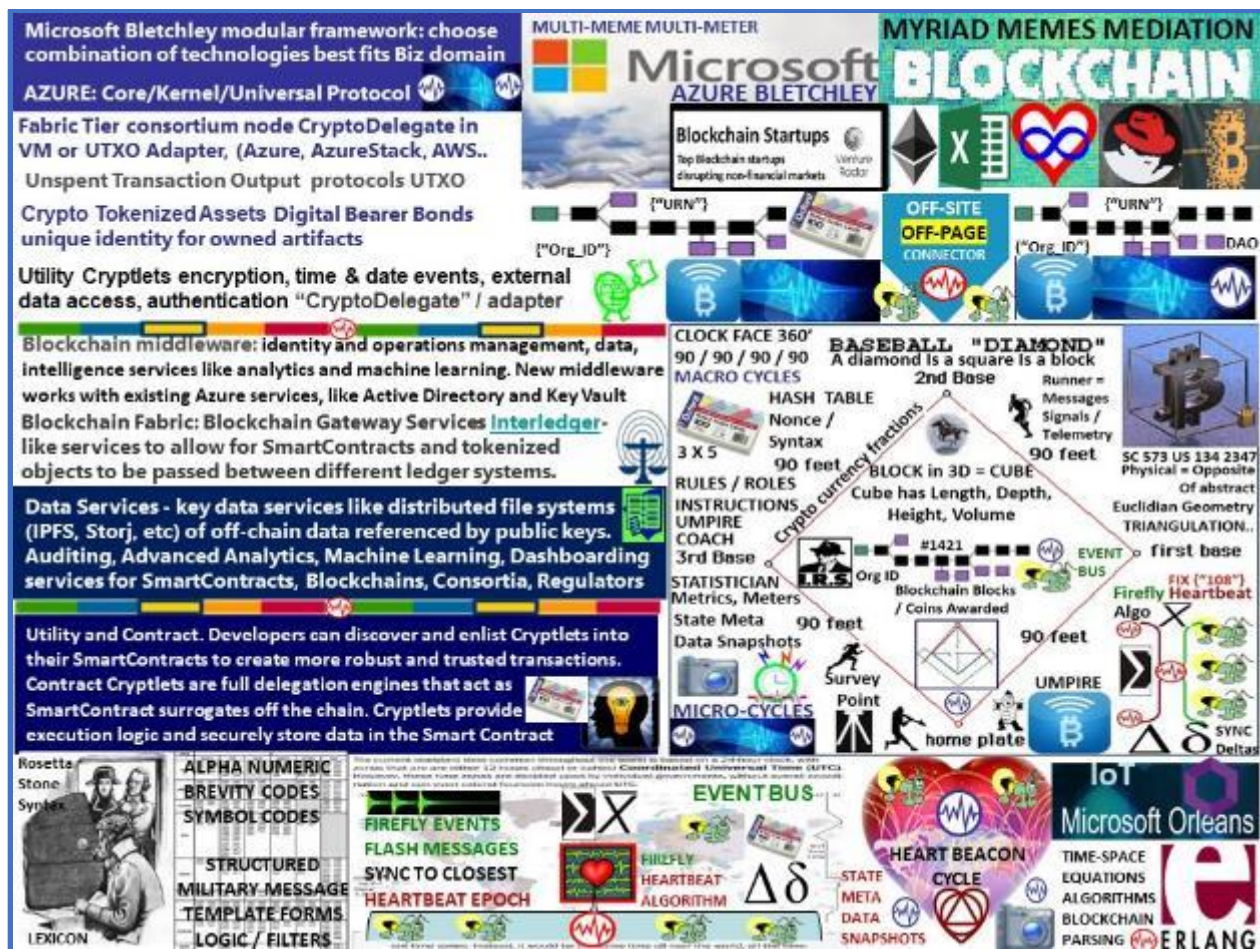 Microsoft Bletchley modular framework: choose
combination of technologies best fits Biz domain
AZURE: Core/Kernel/Universal Protocol
Fabric Tier consortium node CryptoDelegate in
VM or UTXO Adapter, (Azure, AzureStack, AWS..
Unspent Transaction Output protocols UTXO
Crypto Tokenized Assets Digital Bearer Bonds
unique identity for owned artifacts
Utility Cryptlets encryption, time & date events, external
data access, authentication “CryptoDelegate” / adapter
Blockchain middleware: identity and operations management, data,
intelligence services like analytics and machine learning. New middleware
works with existing Azure services, like Active Directory and Key Vault
Blockchain Fabric: Blockchain Gateway Services Interledger-
like services to allow for SmartContracts and tokenized
objects to be passed between different ledger systems.
Data Services - key data services like distributed file systems
(IPFS, Storj, etc) of off-chain data referenced by public keys.
Auditing, Advanced Analytics, Machine Learning, Dashboarding
services for SmartContracts, Blockchains, Consortia, Regulators
Utility and Contract. Developers can discover and enlist Cryptlets into
their SmartContracts to create more robust and trusted transactions.
Contract Cryptlets are full delegation engines that act as
SmartContract surrogates off the chain. Cryptlets provide
execution logic and securely store data in the Smart Contract
MULTI-MEME MULTI-METER
Microsoft
AZURE BLETCHLEY
Blockchain Startups
Top Blockchain startups
disrupting non-financial markets
Venture
Radar
MYRIAD MEMES MEDIATION
BLOCKCHAIN
{"URN"}
{"Org_ID"}
OFF-SITE
OFF-PAGE
CONNECTOR
{"URN"}
{"Org_ID"}
DAO
CLOCK FACE 360'
90 / 90 / 90 / 90
MACRO CYCLES
BASEBALL "DIAMOND"
A diamond is a square is a block
2nd Base
HASH TABLE
Nonce /
Syntax
3 X 5
90 feet
Crypto currency fractions
Runner =
Messages
Signals /
Telemetry
90 feet
SC 573 US 134 2347
Physical = Opposite
Of abstract
Euclidian Geometry
TRIANGULATION..
BLOCK in 3D = CUBE
Cube has Length, Depth,
Height, Volume
RULES / ROLES
INSTRUCTIONS
UMPIRE
COACH
3rd Base
first base
I.R.S.
Org ID
#1421
EVENT
BUS
Blockchain Blocks
/ Coins Awarded
STATISTICIAN
Metrics, Meters
State Meta
Data Snapshots
90 feet
90 feet
FIX {"108"}
Firefly Heartbeat
Algo
Σ
Δ δ
SYNC
Deltas
MICRO-CYCLES
Survey
Point
home plate
UMPIRE
Rosetta
Stone
Syntax
LEXICON
ALPHA NUMERIC
BREVITY CODES
SYMBOL CODES
STRUCTURED
MILITARY MESSAGE
TEMPLATE FORMS
LOGIC / FILTERS
Coordinated Universal Time (UTC)
FIREFLY EVENTS
FLASH MESSAGES
SYNC TO CLOSEST
HEARTBEAT EPOCH
ΣX
EVENT BUS
FIREFLY
HEARTBEAT
ALGORITHM
Δδ
STATE
META
DATA
SNAPSHOTS
HEART BEACON
CYCLE
IoT
Microsoft Orleans
TIME-SPACE
EQUATIONS
ALGORITHMS
BLOCKCHAIN
PARSING
e
ERLANG